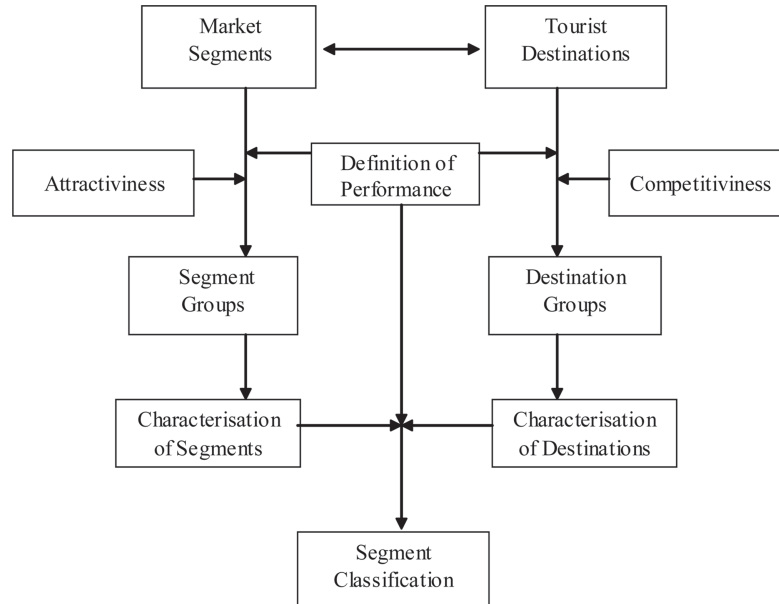 Market
Segments
Tourist
Destinations
Definition of
Performance
Attractiviness
Competitiviness
Segment
Groups
Destination
Groups
Characterisation
of Segments
Characterisation
of Destinations
Segment
Classification